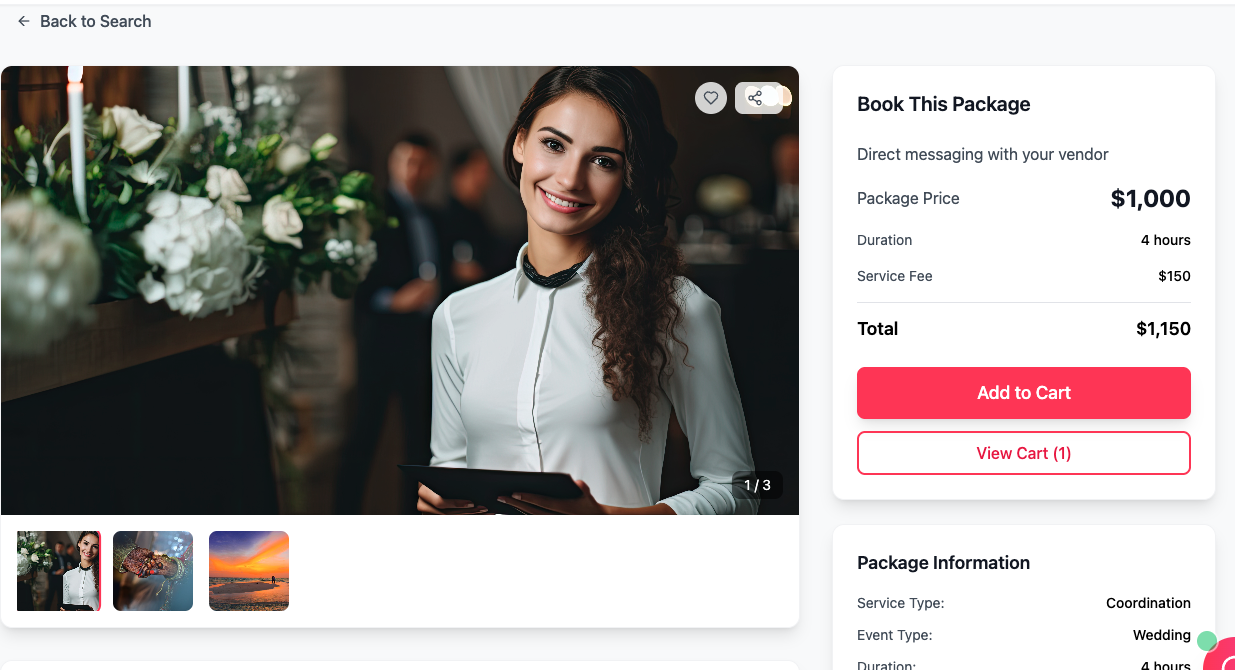 Back to Search
Book This Package
Direct messaging with your vendor
Package Price $1,000
Duration 4 hours
Service Fee $150
Total $1,150
Add to Cart
View Cart (1)
1 / 3
Package Information
Service Type: Coordination
Event Type: Wedding
Duration: 4 hours